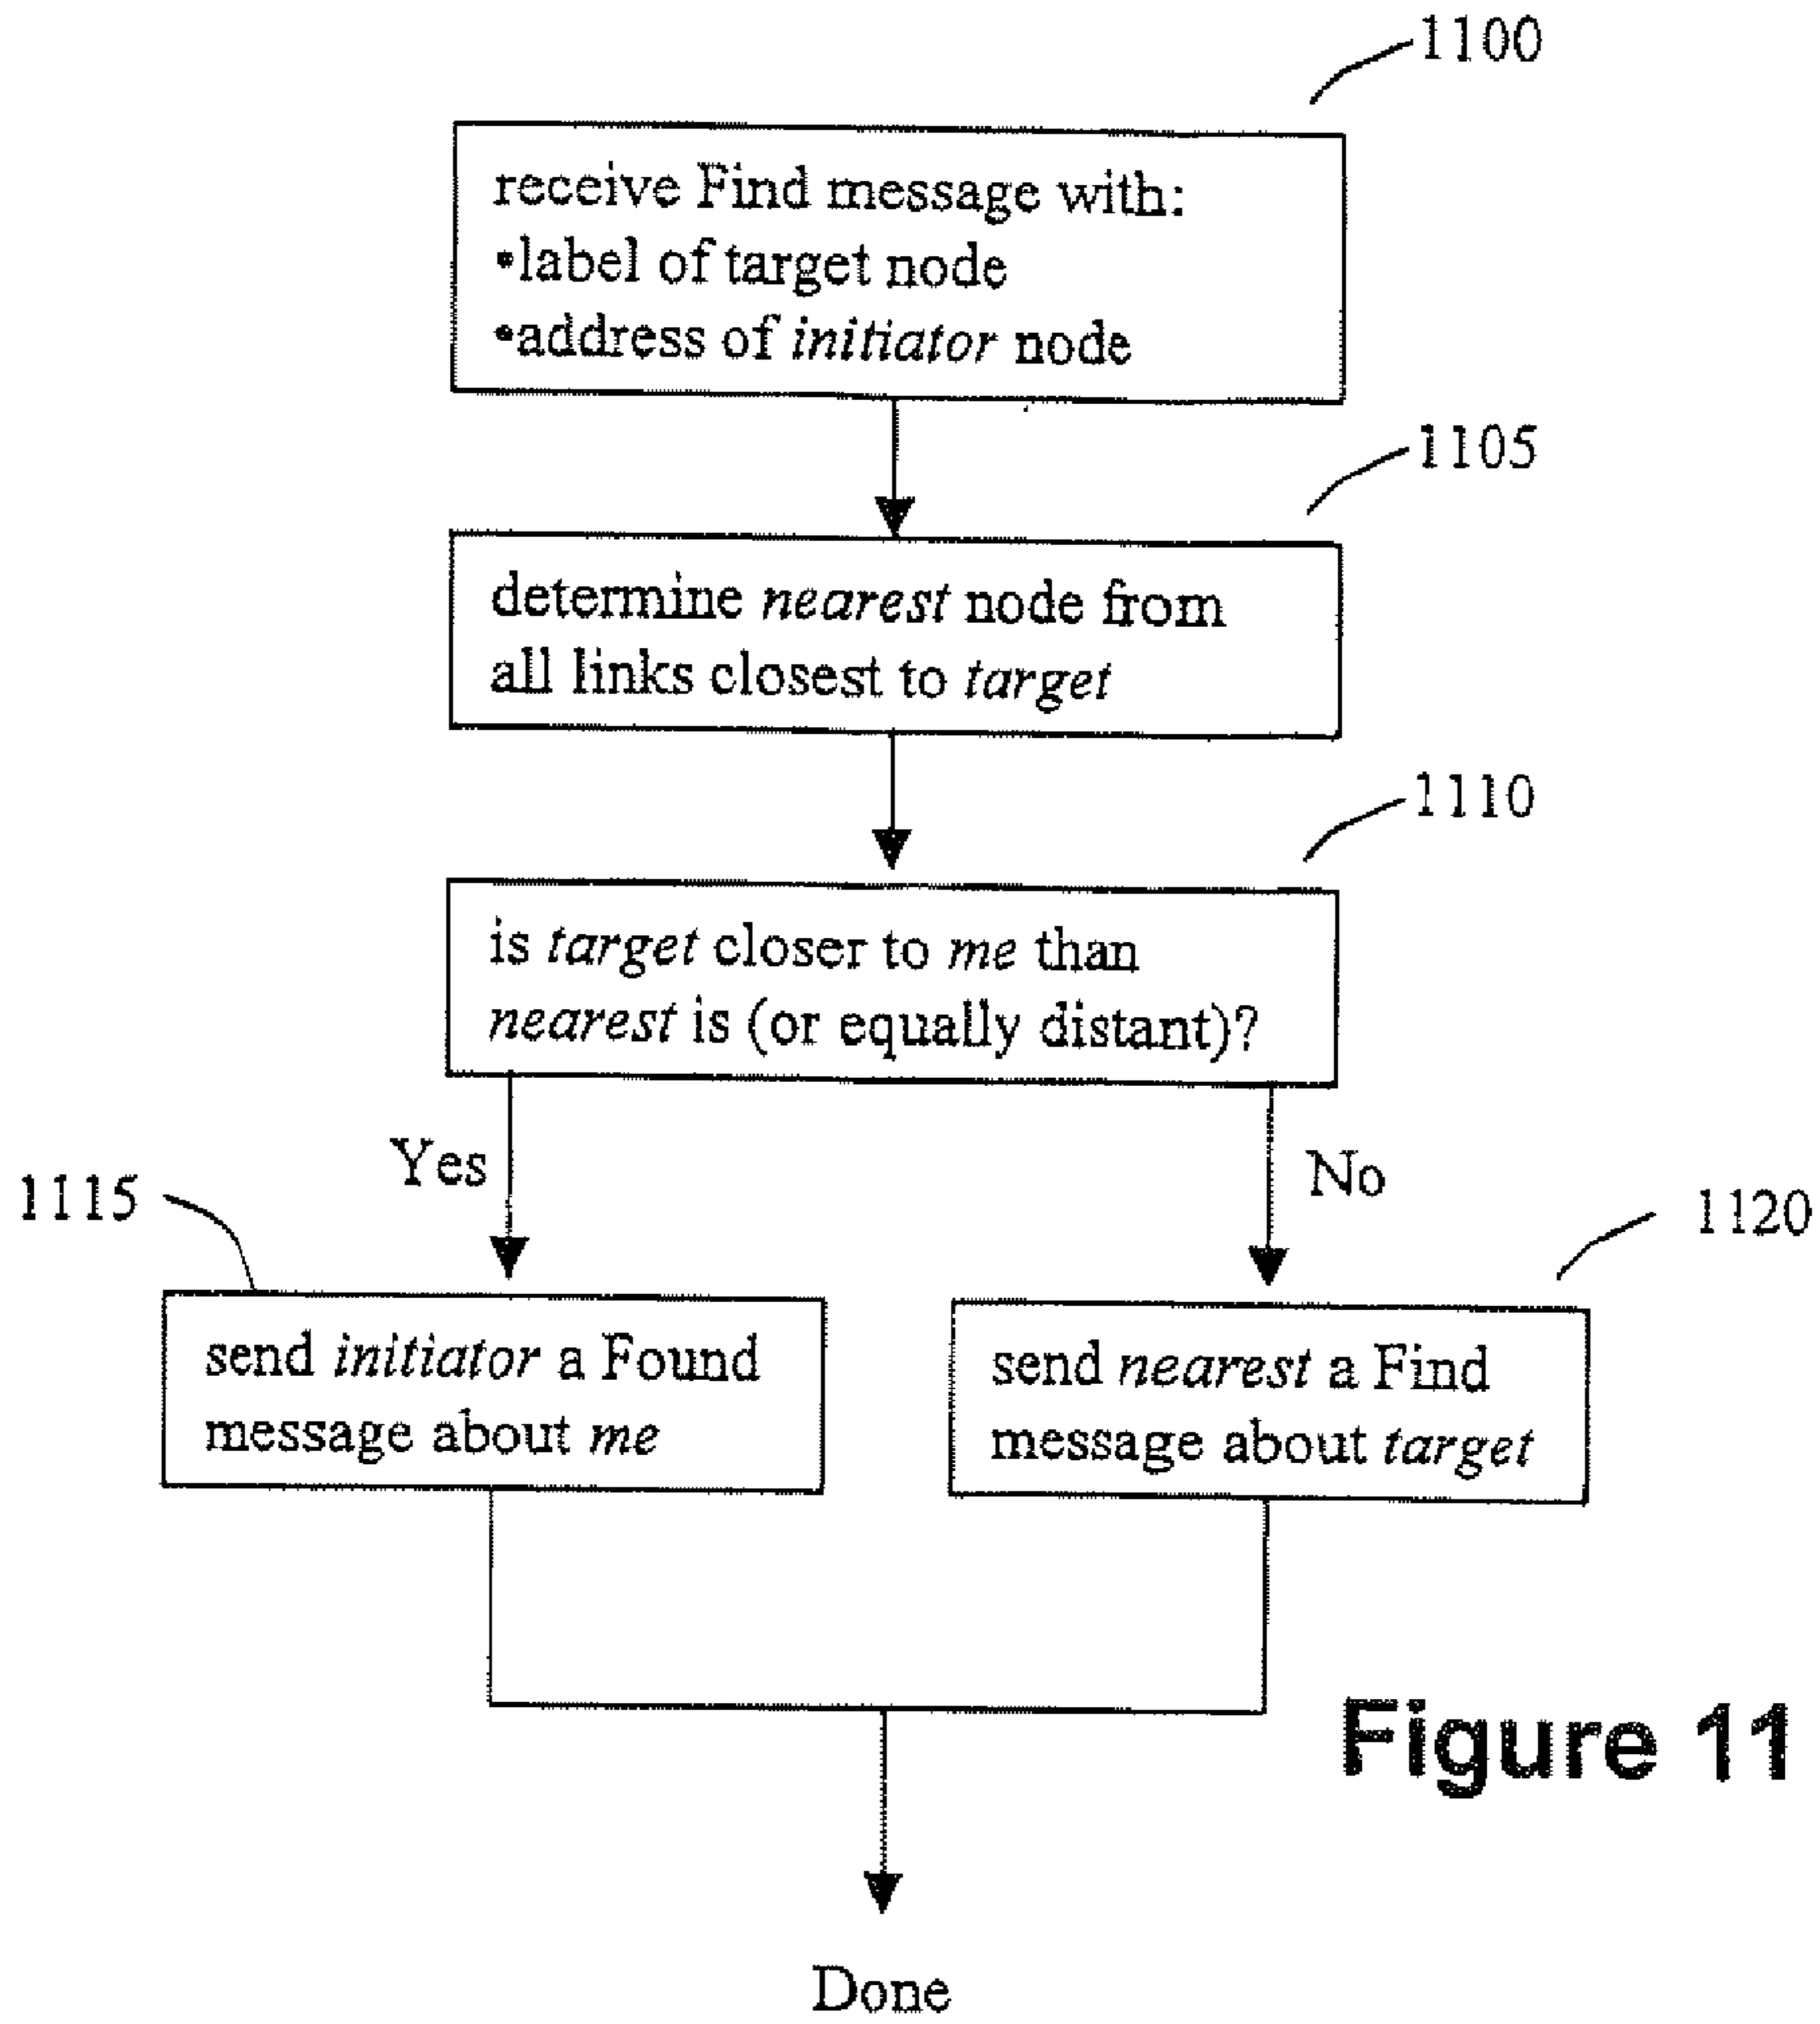 1100
receive Find message with:
•label of target node
•address of initiator node
1105
determine nearest node from
all links closest to target
1110
is target closer to me than
nearest is (or equally distant)?
Yes
No
1115
1120
send initiator a Found
message about me
send nearest a Find
message about target
Figure 11
Done